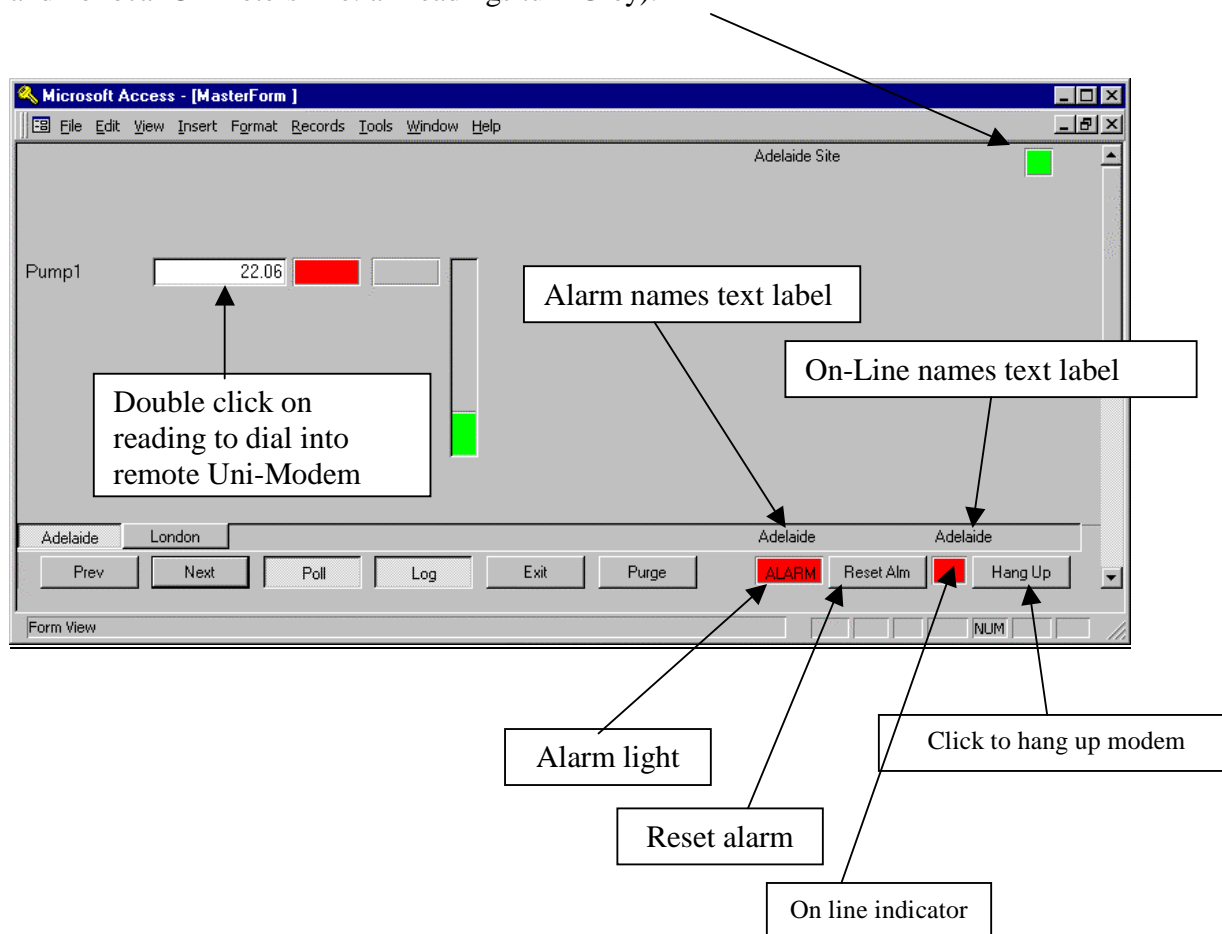 Microsoft Access - [MasterForm ]
File Edit View Insert Format Records Tools Window Help
Adelaide Site
Pump1 22.06
Alarm names text label
On-Line names text label
Double click on
reading to dial into
remote Uni-Modem
Adelaide London Adelaide Adelaide
Prev Next Poll Log Exit Purge ALARM Reset Alm Hang Up
Form View NUM
Alarm light
Click to hang up modem
Reset alarm
On line indicator